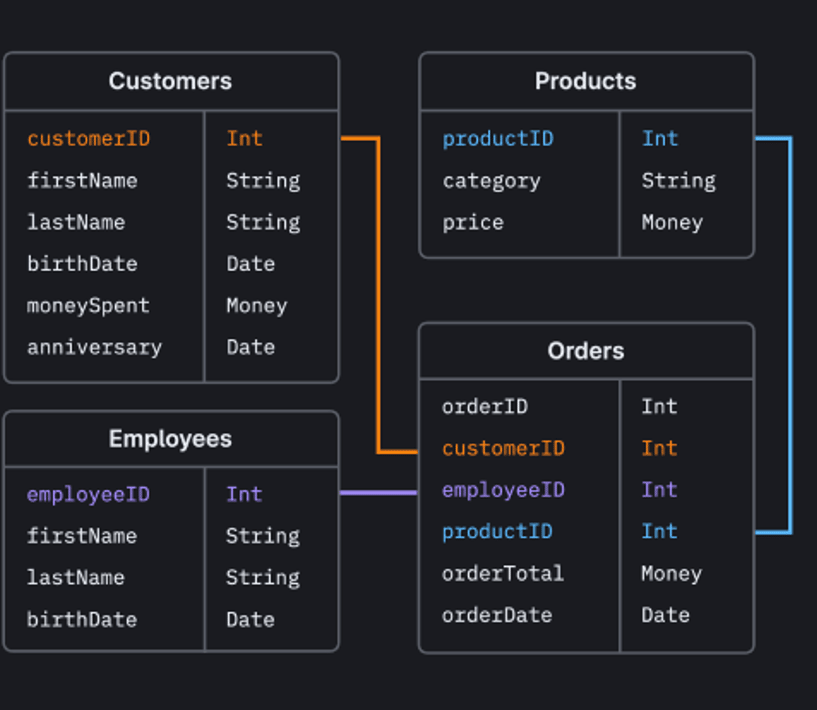 Customers
customerID Int
firstName String
lastName String
birthDate Date
moneySpent Money
anniversary Date
Employees
employeeID Int
firstName String
lastName String
birthDate Date
Products
productID Int
category String
price Money
Orders
orderID Int
customerID Int
employeeID Int
productID Int
orderTotal Money
orderDate Date